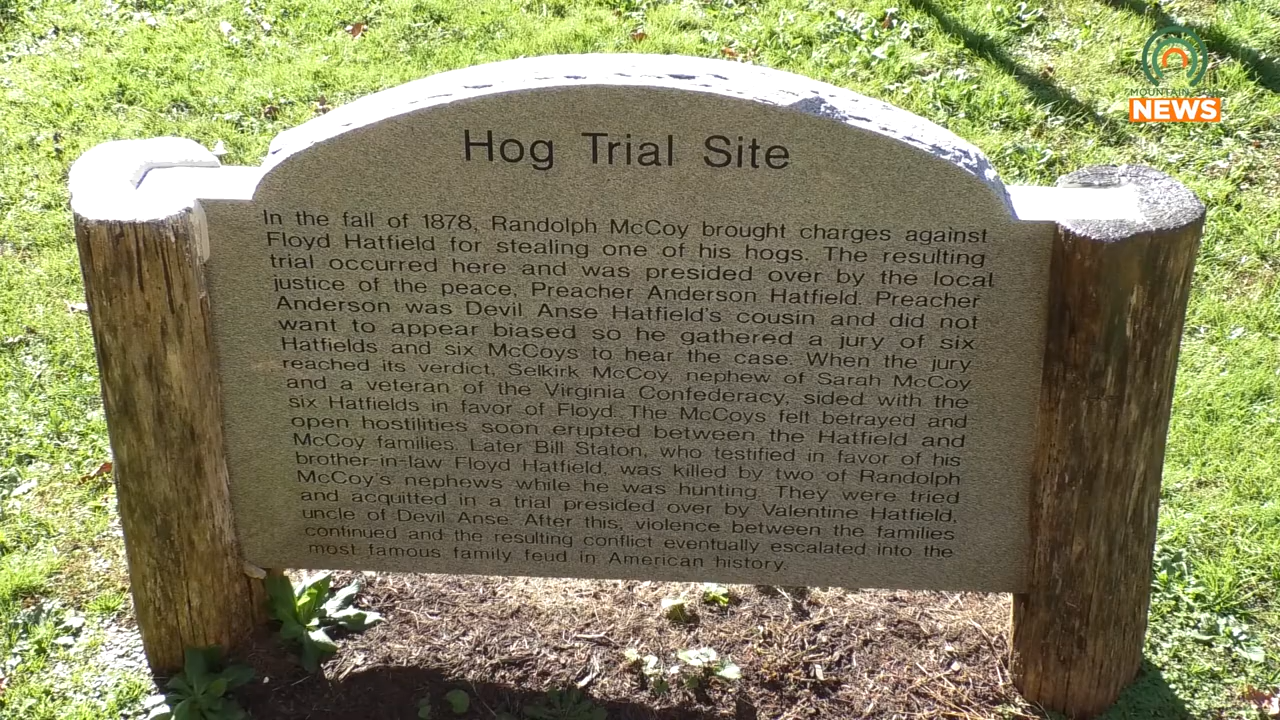 MOUNTAIN TOP
NEWS
Hog Trial Site
In the fall of 1878, Randolph McCoy brought charges against
Floyd Hatfield for stealing one of his hogs. The resulting
trial occurred here and was presided over by the local
justice of the peace, Preacher Anderson Hatfield. Preacher
Anderson was Devil Anse Hatfield's cousin and did not
want to appear biased so he gathered a jury of six
Hatfields and six McCoys to hear the case. When the jury
reached its verdict, Selkirk McCoy, nephew of Sarah McCoy
and a veteran of the Virginia Confederacy, sided with the
six Hatfields in favor of Floyd. The McCoys felt betrayed and
open hostilities soon erupted between the Hatfield and
McCoy families. Later Bill Staton, who testified in favor of his
brother-in-law Floyd Hatfield, was killed by two of Randolph
McCoy's nephews while he was hunting. They were tried
and acquitted in a trial presided over by Valentine Hatfield,
uncle of Devil Anse. After this, violence between the families
continued and the resulting conflict eventually escalated into the
most famous family feud in American history.